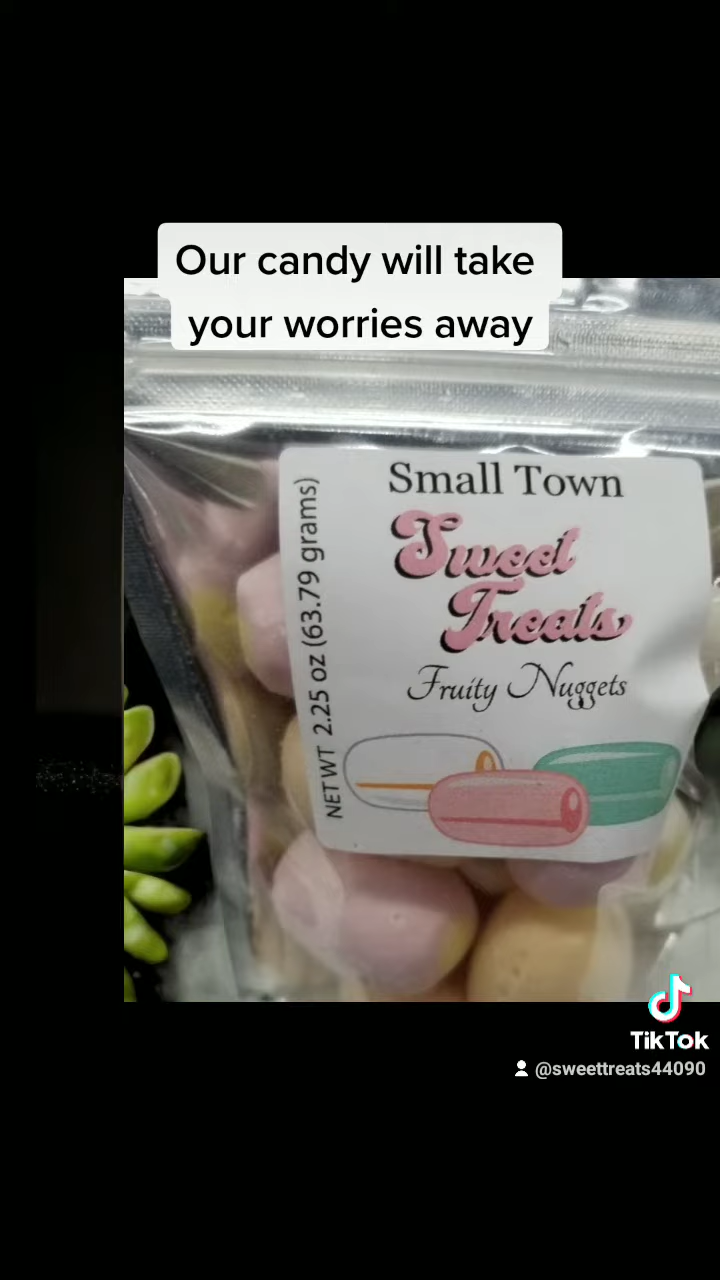 Our candy will take
your worries away
Small Town
Sweet
Treats
Fruity Nuggets
NET WT 2.25 oz (63.79 grams)
TikTok
@sweettreats44090